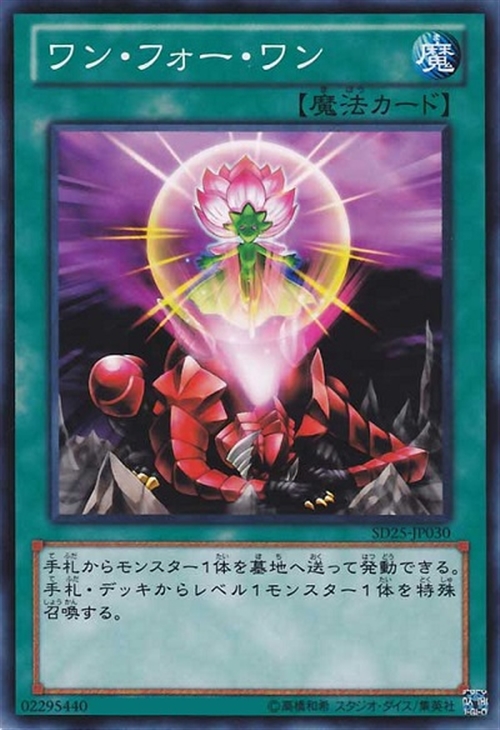 ワン・フォー・ワン
魔
【魔法カード】
SD25-JP030
手札からモンスター1体を墓地へ送って発動できる。
手札・デッキからレベル1モンスター1体を特殊
召喚する。
02295440
©高橋和希 スタジオ・ダイス/集英社